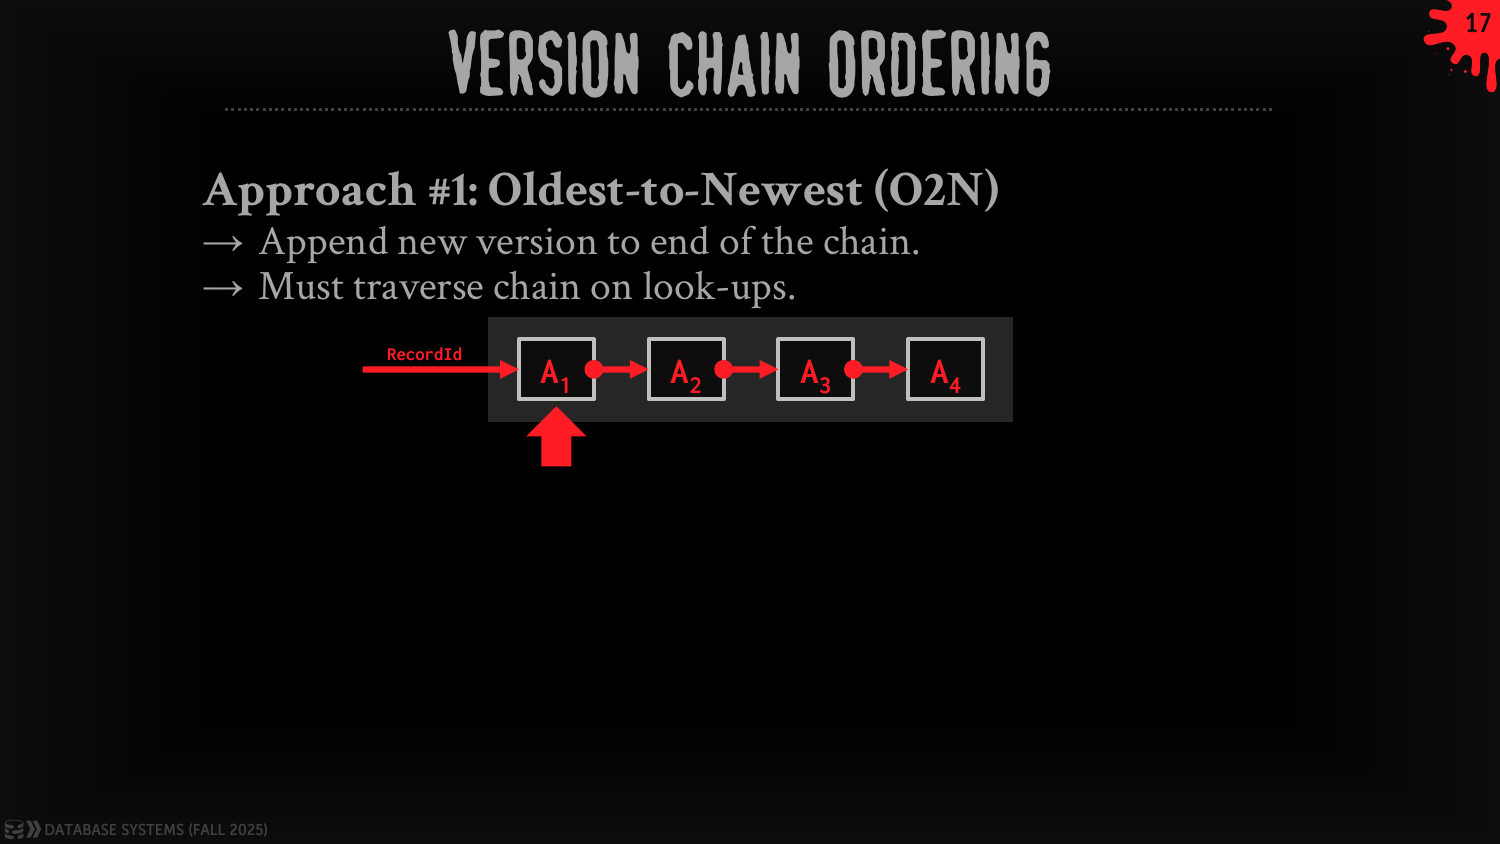 17
VERSION CHAIN ORDERING
Approach #1: Oldest-to-Newest (O2N)
→ Append new version to end of the chain.
→ Must traverse chain on look-ups.
RecordId
A₁ A₂ A₃ A₄
DATABASE SYSTEMS (FALL 2025)